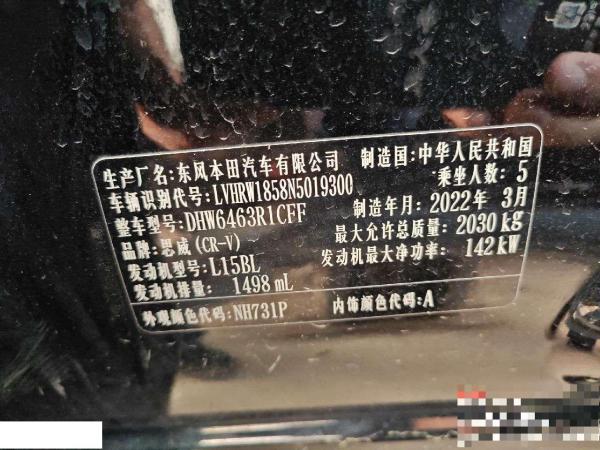 生产厂名:东风本田汽车有限公司 制造国:中华人民共和国
车辆识别代号:LVHRW1858N5019300 乘坐人数:5
整车型号:DHW6463R1CFF 制造年月:2022年 3月
品牌:思威(CR-V) 最大允许总质量:2030kg
发动机型号:L15BL 发动机最大净功率:142kW
发动机排量: 1498 mL
外观颜色代码:NH731P 内饰颜色代码:A